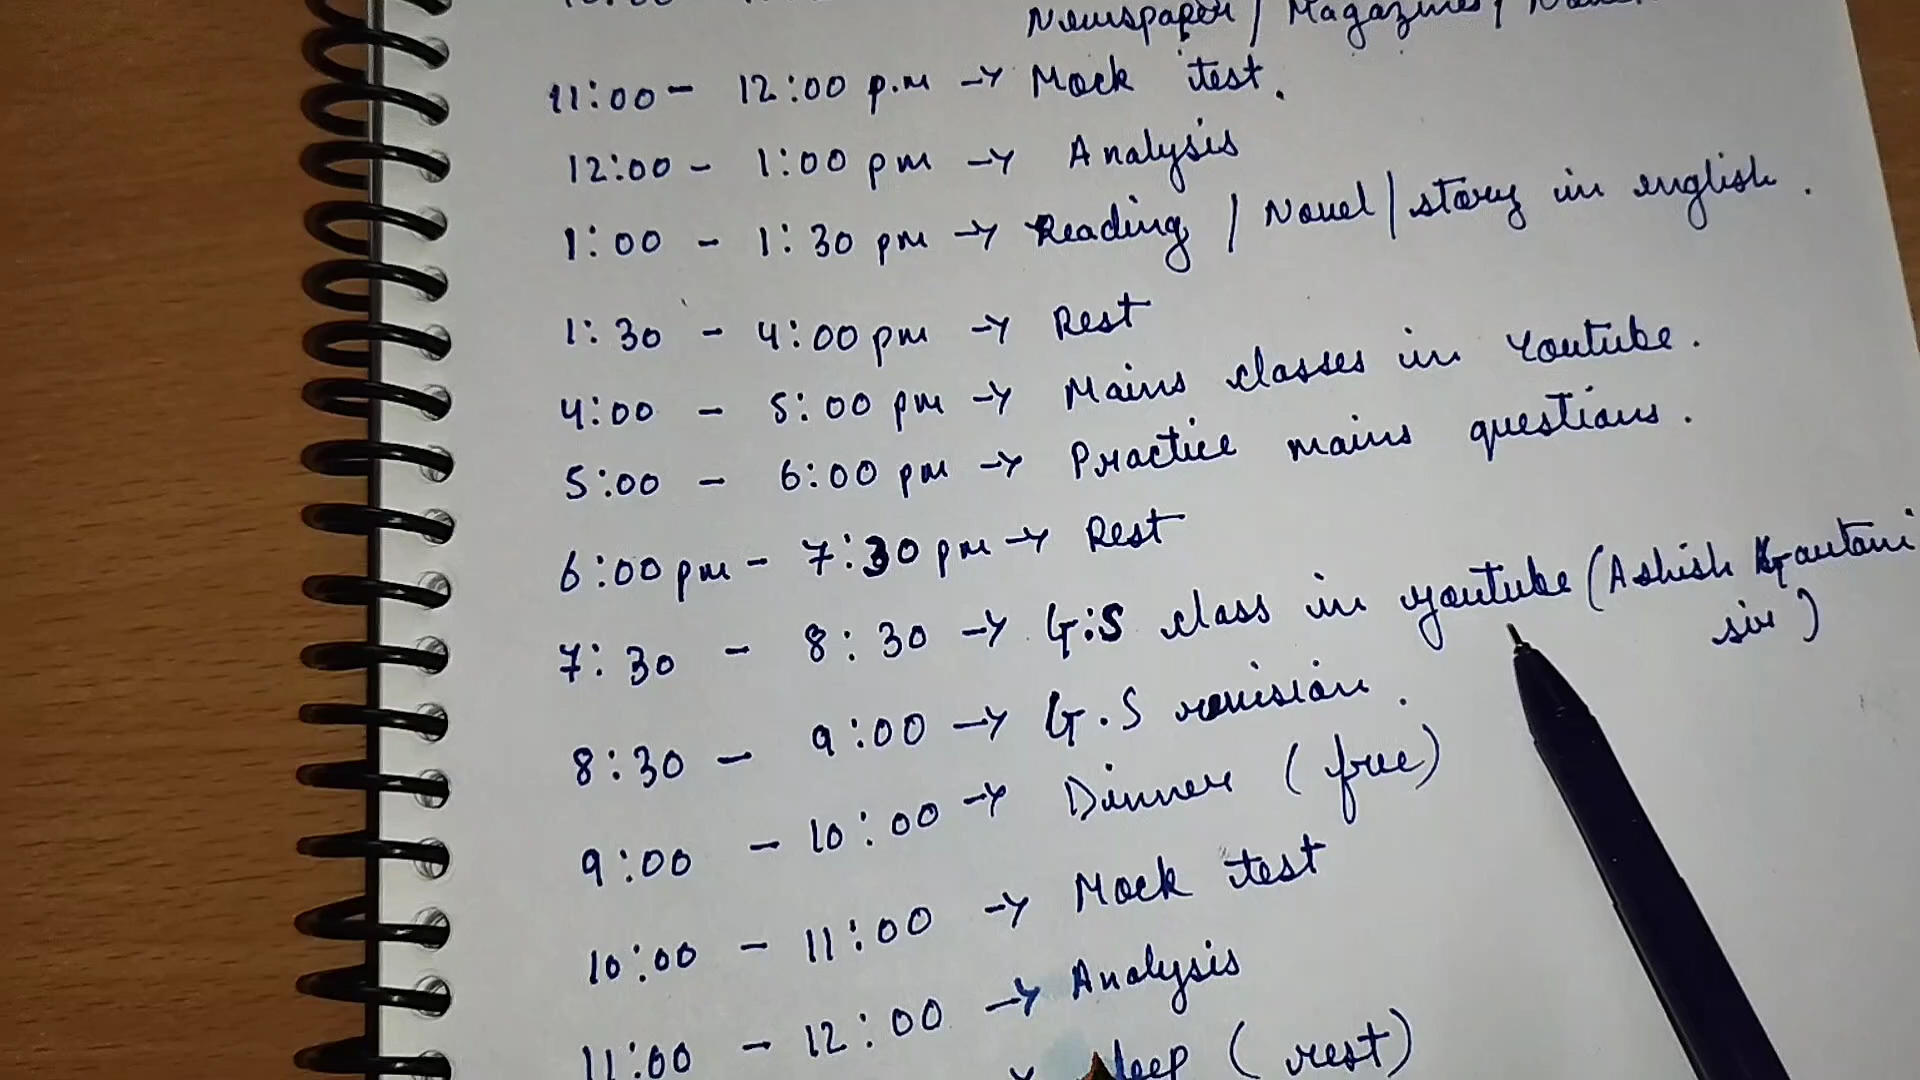 Newspaper / Magazines /
11:00 - 12:00 p.m → Mock test.
12:00 - 1:00 pm → Analysis
1:00 - 1:30 pm → Reading / Novel / story in english.
1:30 - 4:00 pm → Rest
4:00 - 5:00 pm → Mains classes in Youtube.
5:00 - 6:00 pm → Practice mains questions.
6:00 pm - 7:30 pm → Rest
7:30 - 8:30 → G.S class in youtube (Ashish Gautam
sir)
8:30 - 9:00 → G.S revision.
9:00 - 10:00 → Dinner (free)
10:00 - 11:00 → Mock test
11:00 - 12:00 → Analysis
(rest)